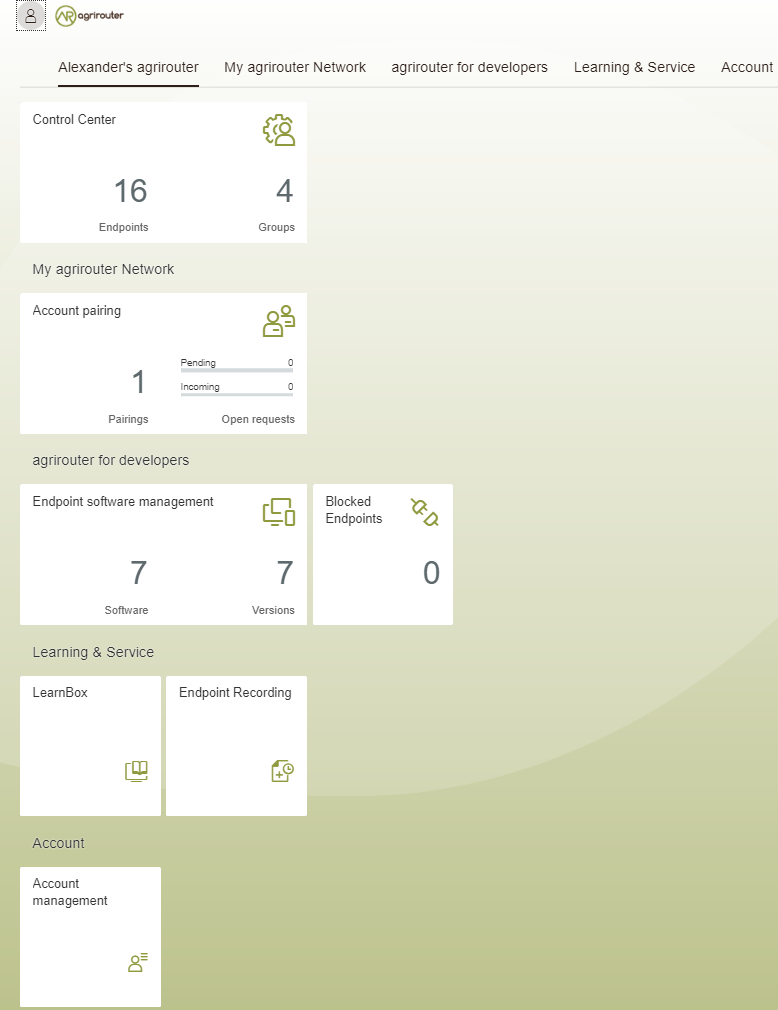 AR agrirouter
Alexander's agrirouter My agrirouter Network agrirouter for developers Learning & Service Account
Control Center
16 4
Endpoints Groups
My agrirouter Network
Account pairing
Pending 0
1
Incoming 0
Pairings Open requests
agrirouter for developers
Endpoint software management
7 7
Software Versions
Blocked
Endpoints
0
Learning & Service
LearnBox
Endpoint Recording
Account
Account
management